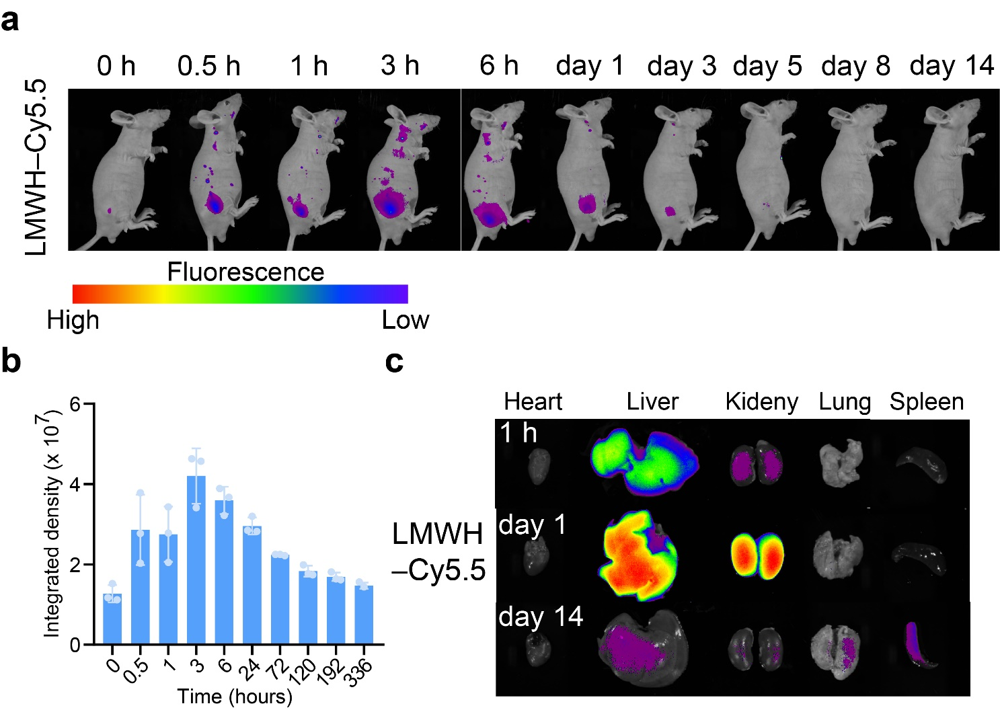 a
0 h 0.5 h 1 h 3 h 6 h day 1 day 3 day 5 day 8 day 14
LMWH–Cy5.5
Fluorescence
High Low
b
Integrated density (x 10⁷)
6
4
2
0
0 0.5 1 3 6 24 72 120 192 336
Time (hours)
c
Heart Liver Kideny Lung Spleen
LMWH
–Cy5.5
1 h
day 1
day 14